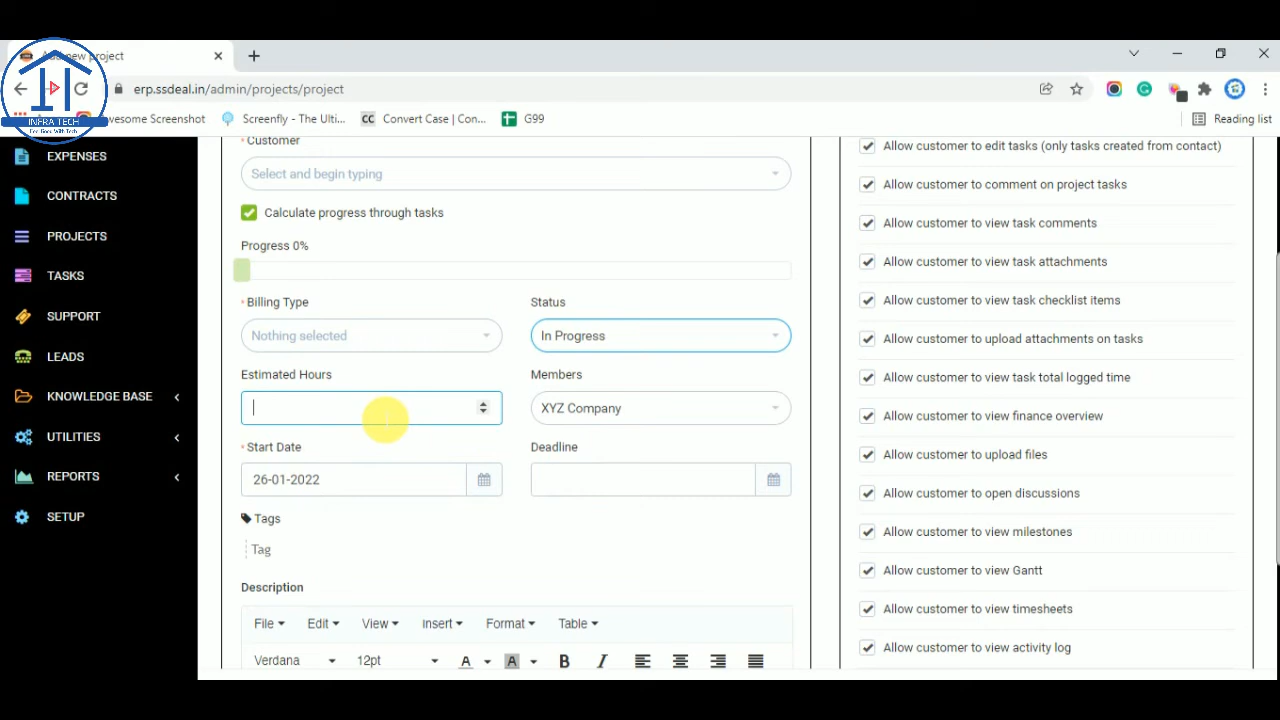 new project
erp.ssdeal.in/admin/projects/project
wesome Screenshot
Screenfly - The Ulti...
CC
Convert Case | Con...
G99
Reading list
INFRA TECH
EXPENSES
CONTRACTS
PROJECTS
TASKS
SUPPORT
LEADS
KNOWLEDGE BASE
UTILITIES
REPORTS
SETUP
* Customer
Select and begin typing
Calculate progress through tasks
Progress 0%
* Billing Type
Status
Nothing selected
In Progress
Estimated Hours
Members
XYZ Company
* Start Date
Deadline
26-01-2022
Tags
Tag
Description
File
Edit
View
Insert
Format
Table
Verdana
12pt
A
A
B
I
Allow customer to edit tasks (only tasks created from contact)
Allow customer to comment on project tasks
Allow customer to view task comments
Allow customer to view task attachments
Allow customer to view task checklist items
Allow customer to upload attachments on tasks
Allow customer to view task total logged time
Allow customer to view finance overview
Allow customer to upload files
Allow customer to open discussions
Allow customer to view milestones
Allow customer to view Gantt
Allow customer to view timesheets
Allow customer to view activity log